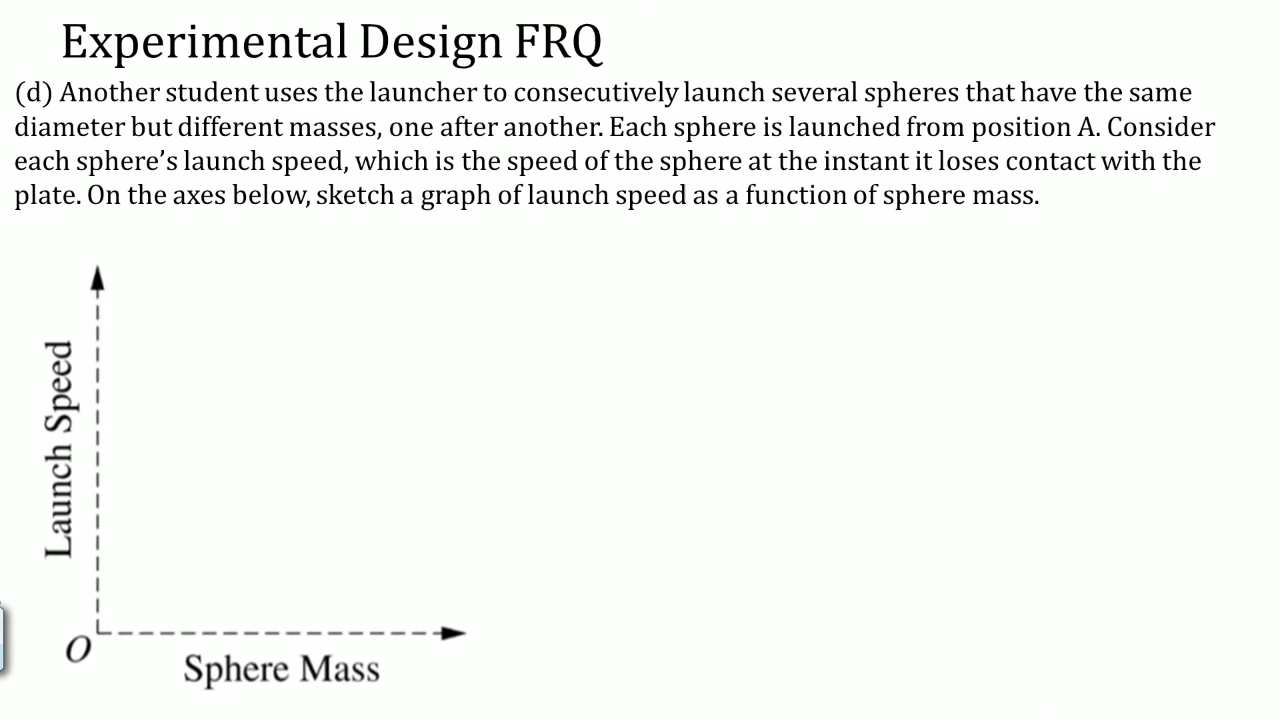 Experimental Design FRQ
(d) Another student uses the launcher to consecutively launch several spheres that have the same
diameter but different masses, one after another. Each sphere is launched from position A. Consider
each sphere’s launch speed, which is the speed of the sphere at the instant it loses contact with the
plate. On the axes below, sketch a graph of launch speed as a function of sphere mass.
Launch Speed
O
Sphere Mass